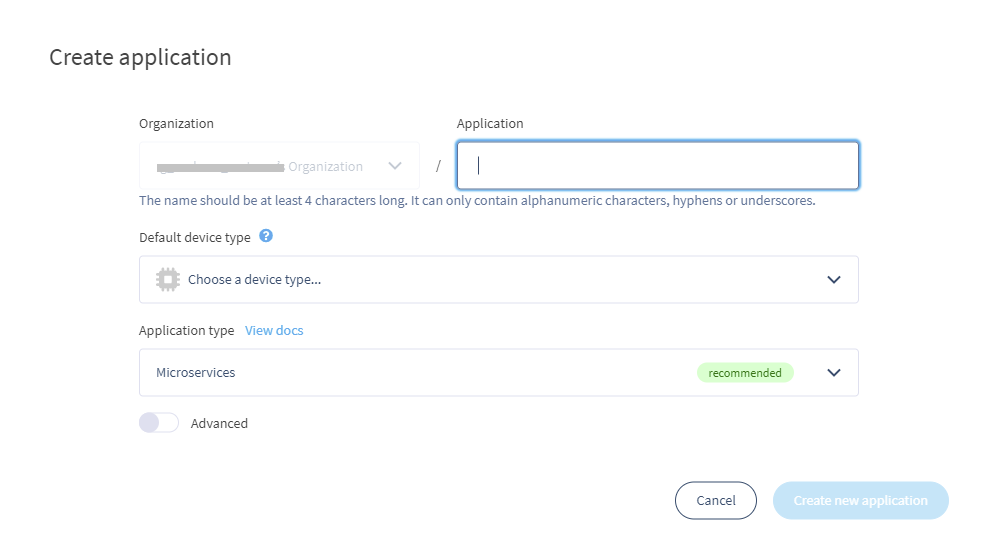 Create application
Organization Application
Organization /
The name should be at least 4 characters long. It can only contain alphanumeric characters, hyphens or underscores.
Default device type ?
Choose a device type...
Application type View docs
Microservices recommended
Advanced
Cancel Create new application